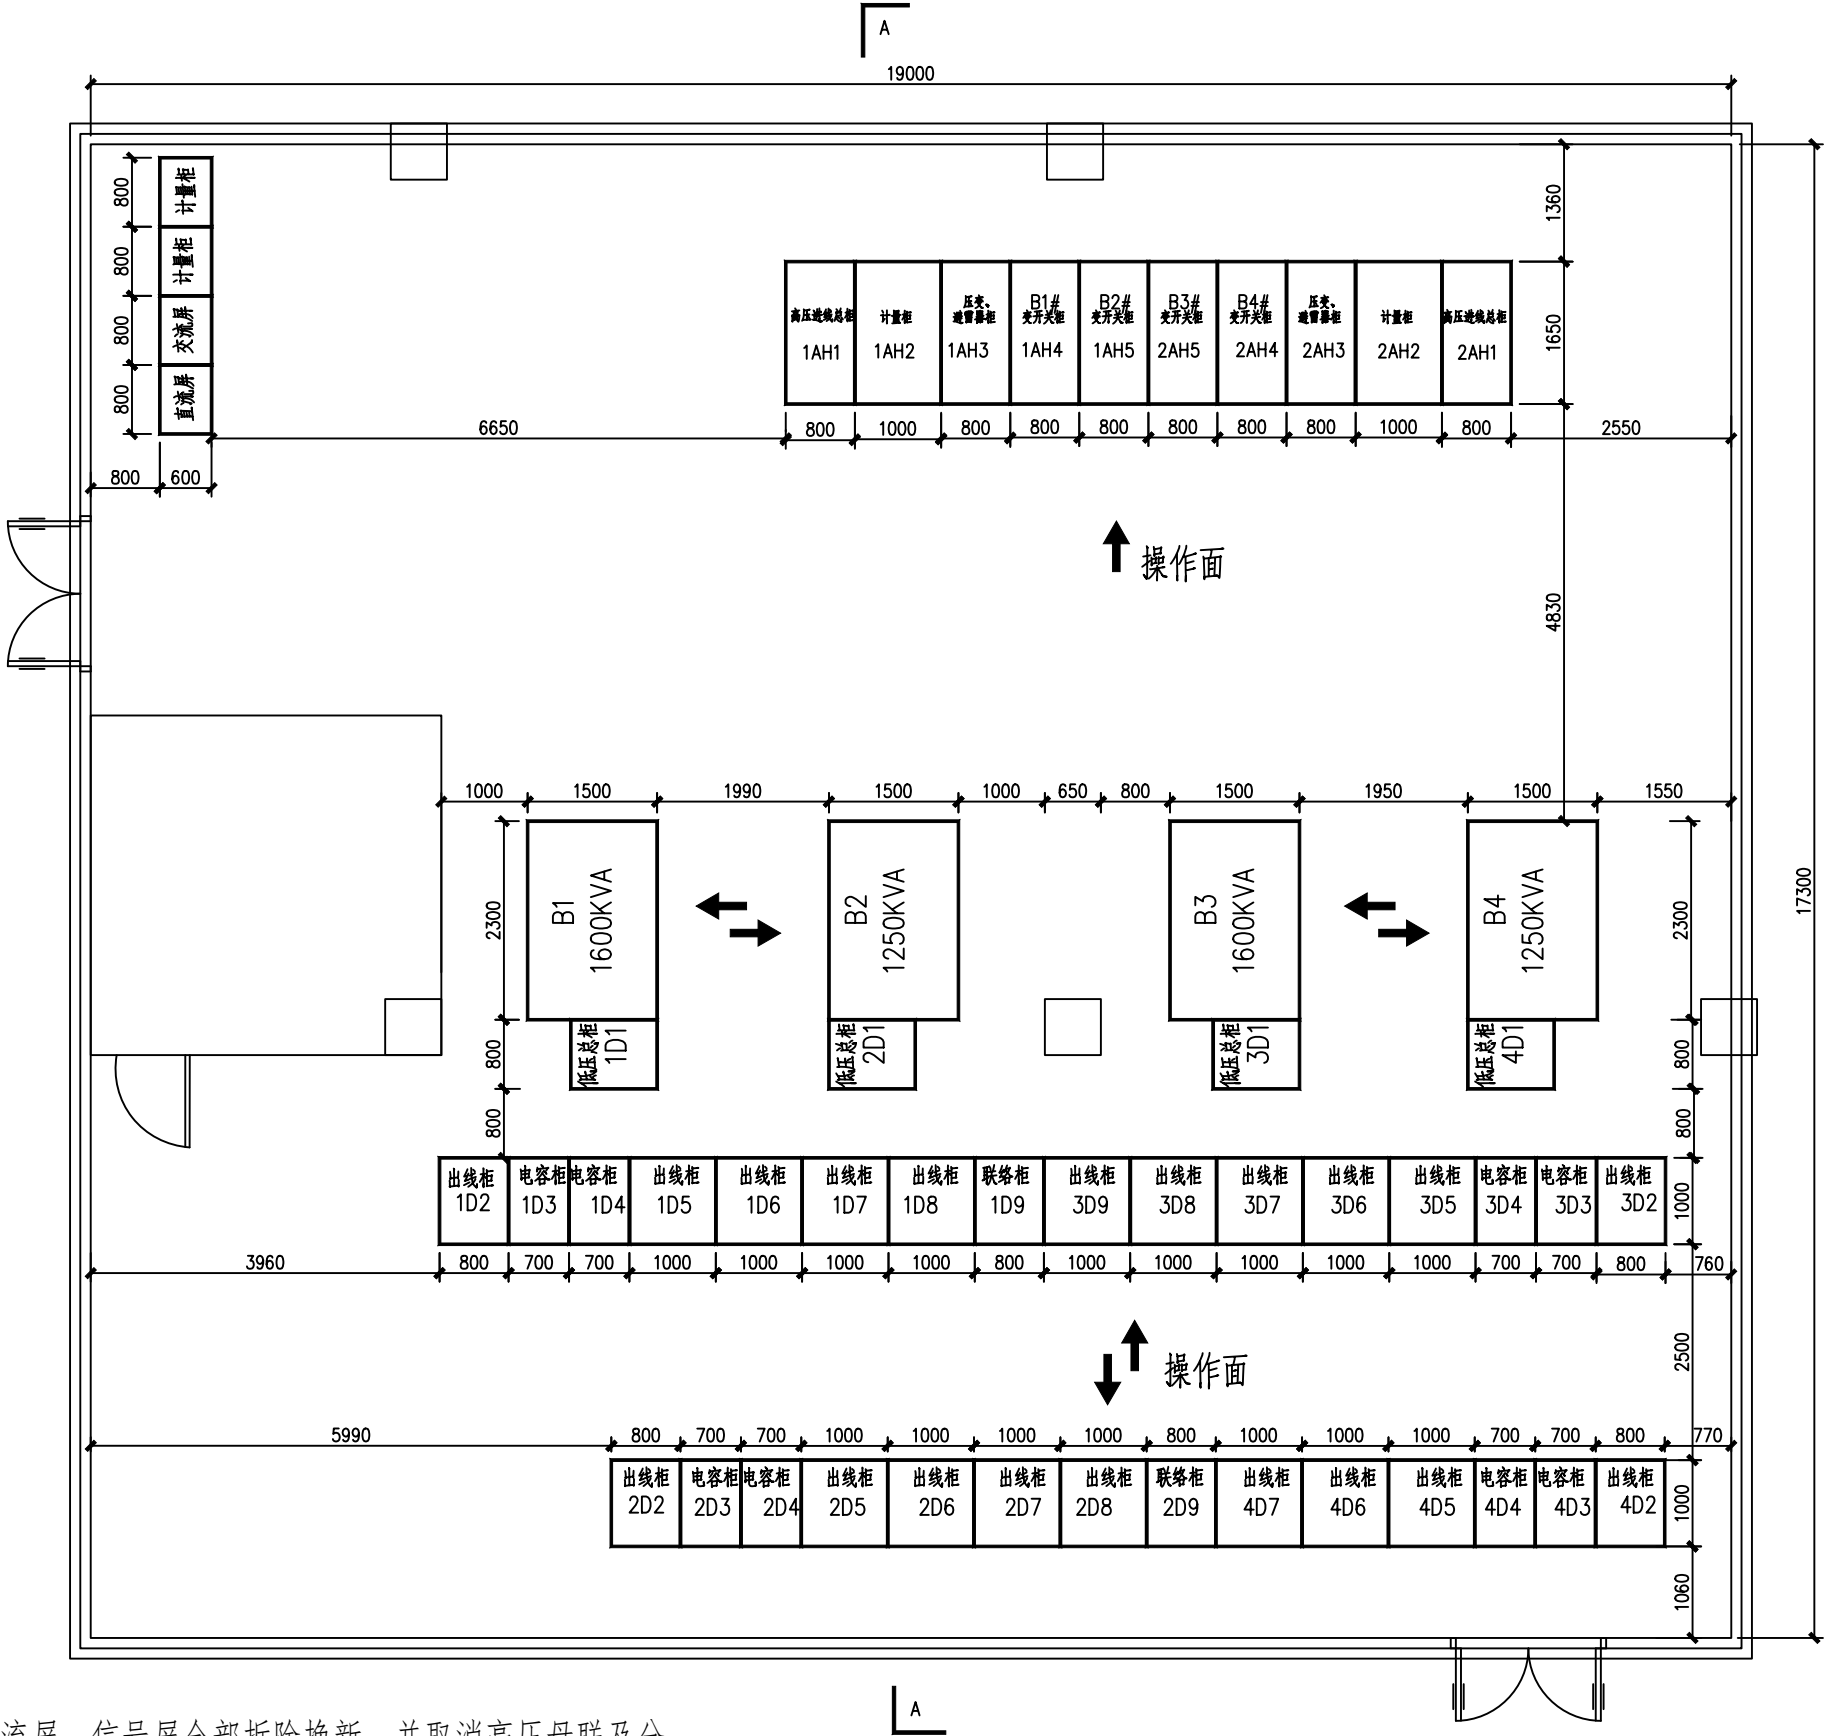 A
19000
800
800
800
800
计量柜
计量柜
交流屏
直流屏
1360
1650
高压进线总柜 计量柜 压变、避雷器柜 B1#变开关柜 B2#变开关柜 B3#变开关柜 B4#变开关柜 压变、避雷器柜 计量柜 高压进线总柜
1AH1 1AH2 1AH3 1AH4 1AH5 2AH5 2AH4 2AH3 2AH2 2AH1
6650 800 1000 800 800 800 800 800 800 1000 800 2550
800 600
操作面
4830
17300
1000 1500 1990 1500 1000 650 800 1500 1950 1500 1550
2300
B1
1600KVA
B2
1250KVA
B3
1600KVA
B4
1250KVA
2300
800
低压总柜
1D1
低压总柜
2D1
低压总柜
3D1
低压总柜
4D1
800
800
800
出线柜 电容柜 电容柜 出线柜 出线柜 出线柜 出线柜 联络柜 出线柜 出线柜 出线柜 出线柜 出线柜 电容柜 电容柜 出线柜
1D2 1D3 1D4 1D5 1D6 1D7 1D8 1D9 3D9 3D8 3D7 3D6 3D5 3D4 3D3 3D2
1000
3960 800 700 700 1000 1000 1000 1000 800 1000 1000 1000 1000 1000 700 700 800 760
操作面
2500
5990 800 700 700 1000 1000 1000 1000 800 1000 1000 1000 700 700 800 770
出线柜 电容柜 电容柜 出线柜 出线柜 出线柜 出线柜 联络柜 出线柜 出线柜 出线柜 电容柜 电容柜 出线柜
2D2 2D3 2D4 2D5 2D6 2D7 2D8 2D9 4D7 4D6 4D5 4D4 4D3 4D2
1000
1060
A